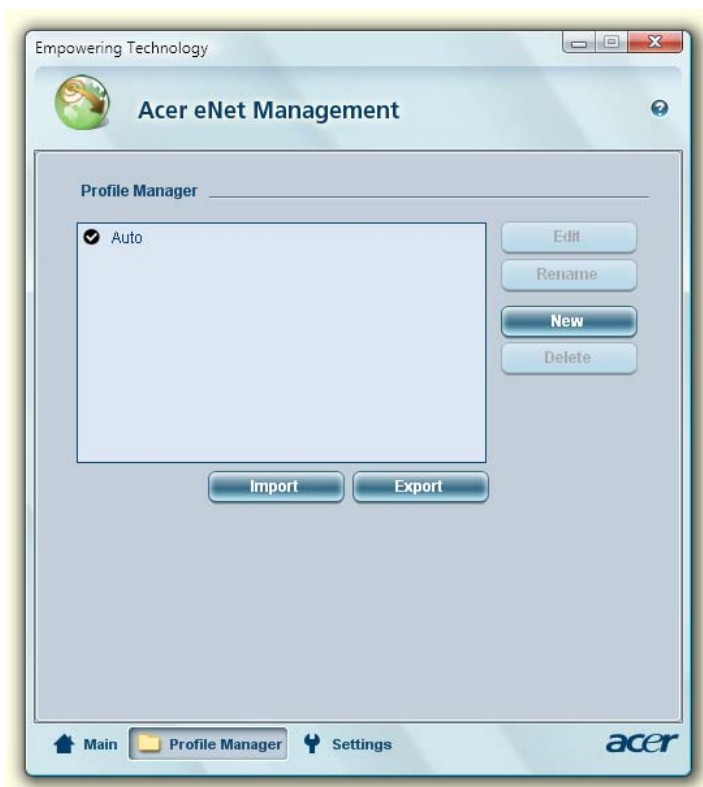 Empowering Technology
Acer eNet Management
Profile Manager
Auto
Edit
Rename
New
Delete
Import Export
Main Profile Manager Settings acer